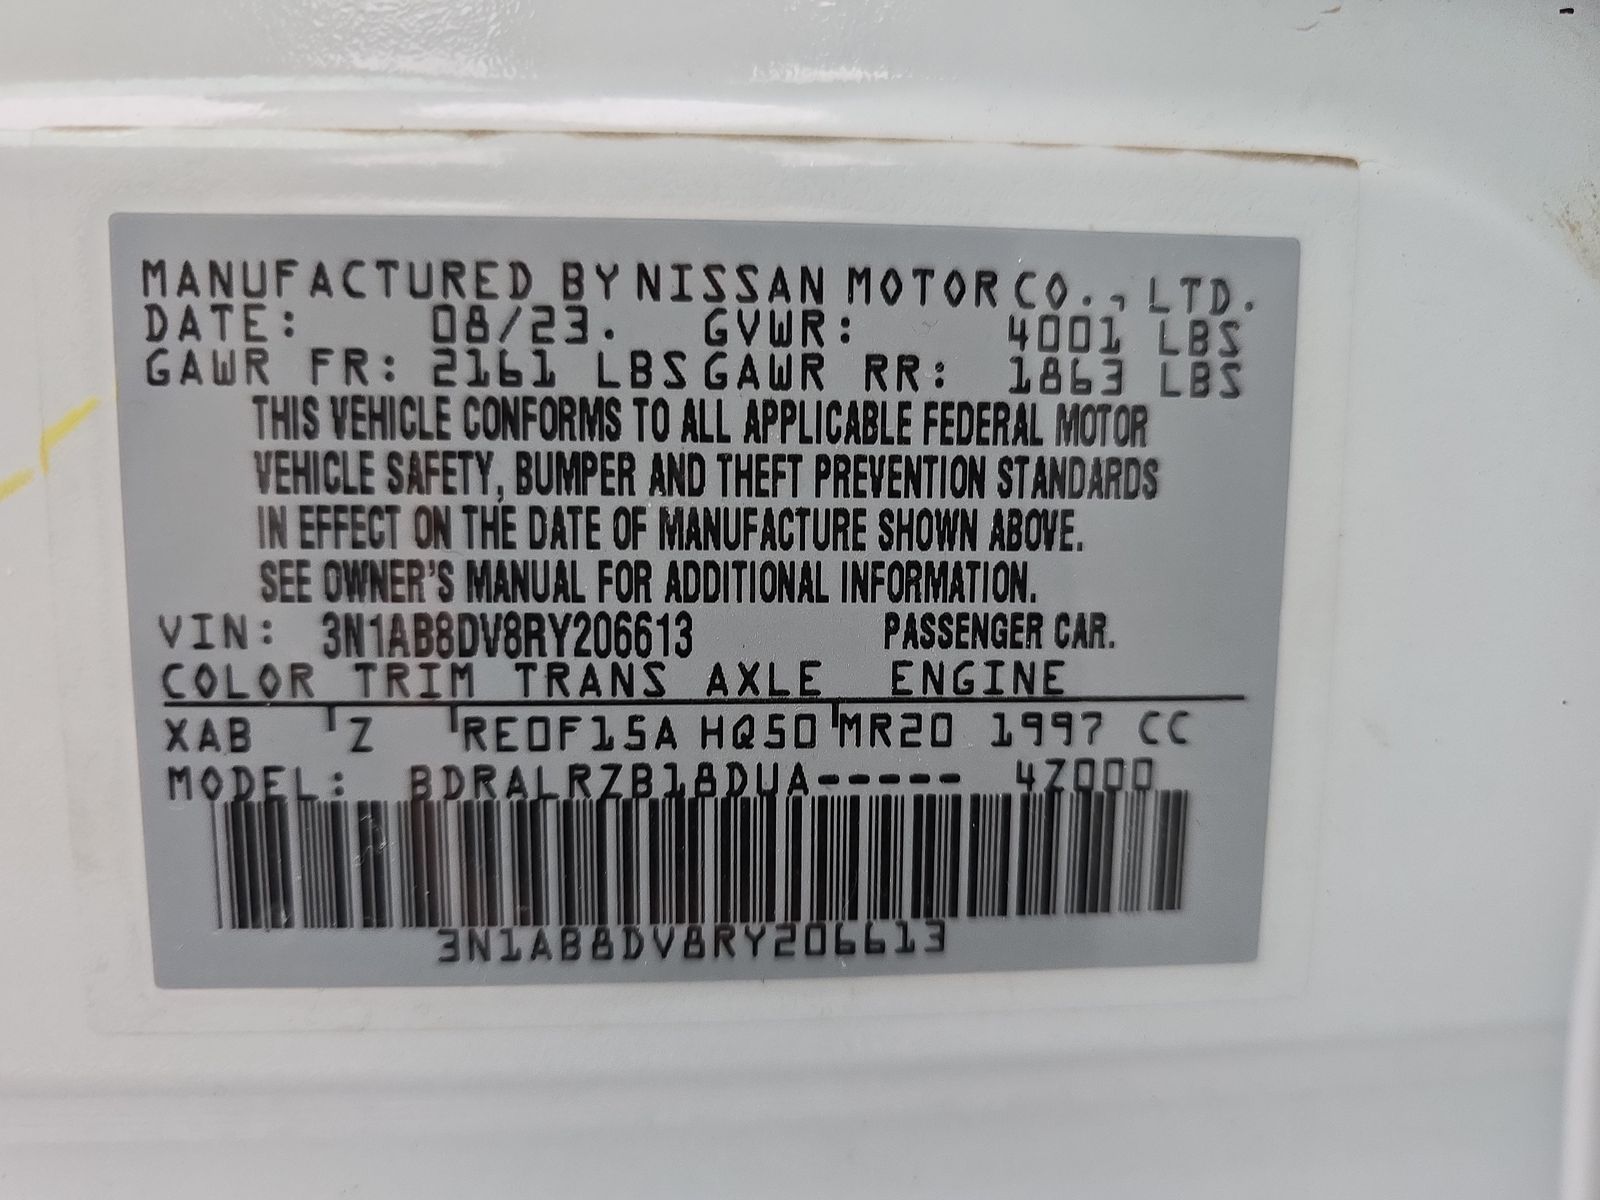 MANUFACTURED BY NISSAN MOTOR CO., LTD.
DATE: 08/23. GVWR: 4001 LBS
GAWR FR: 2161 LBS GAWR RR: 1863 LBS
THIS VEHICLE CONFORMS TO ALL APPLICABLE FEDERAL MOTOR
VEHICLE SAFETY, BUMPER AND THEFT PREVENTION STANDARDS
IN EFFECT ON THE DATE OF MANUFACTURE SHOWN ABOVE.
SEE OWNER'S MANUAL FOR ADDITIONAL INFORMATION.
VIN: 3N1AB8DV8RY206613 PASSENGER CAR.
COLOR TRIM TRANS AXLE ENGINE
XAB Z RE0F15A HQ50 MR20 1997 CC
MODEL: BDRALRZB18DUA----- 4Z000
3N1AB8DV8RY206613